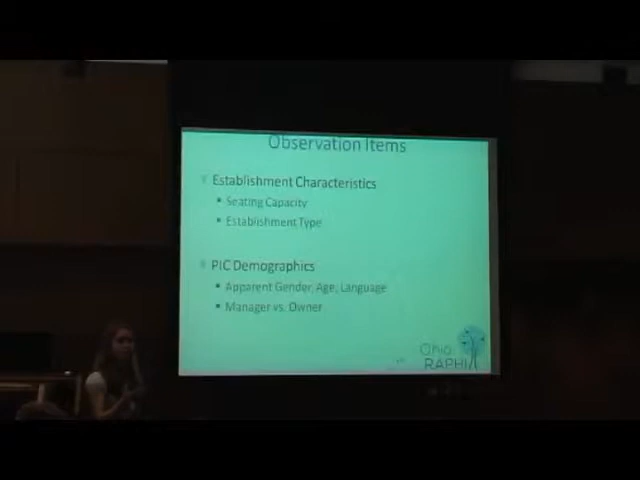 Observation Items
Establishment Characteristics
Seating Capacity
Establishment Type
PIC Demographics
Apparent Gender, Age, Language
Manager vs. Owner
Ohio
RAPHI